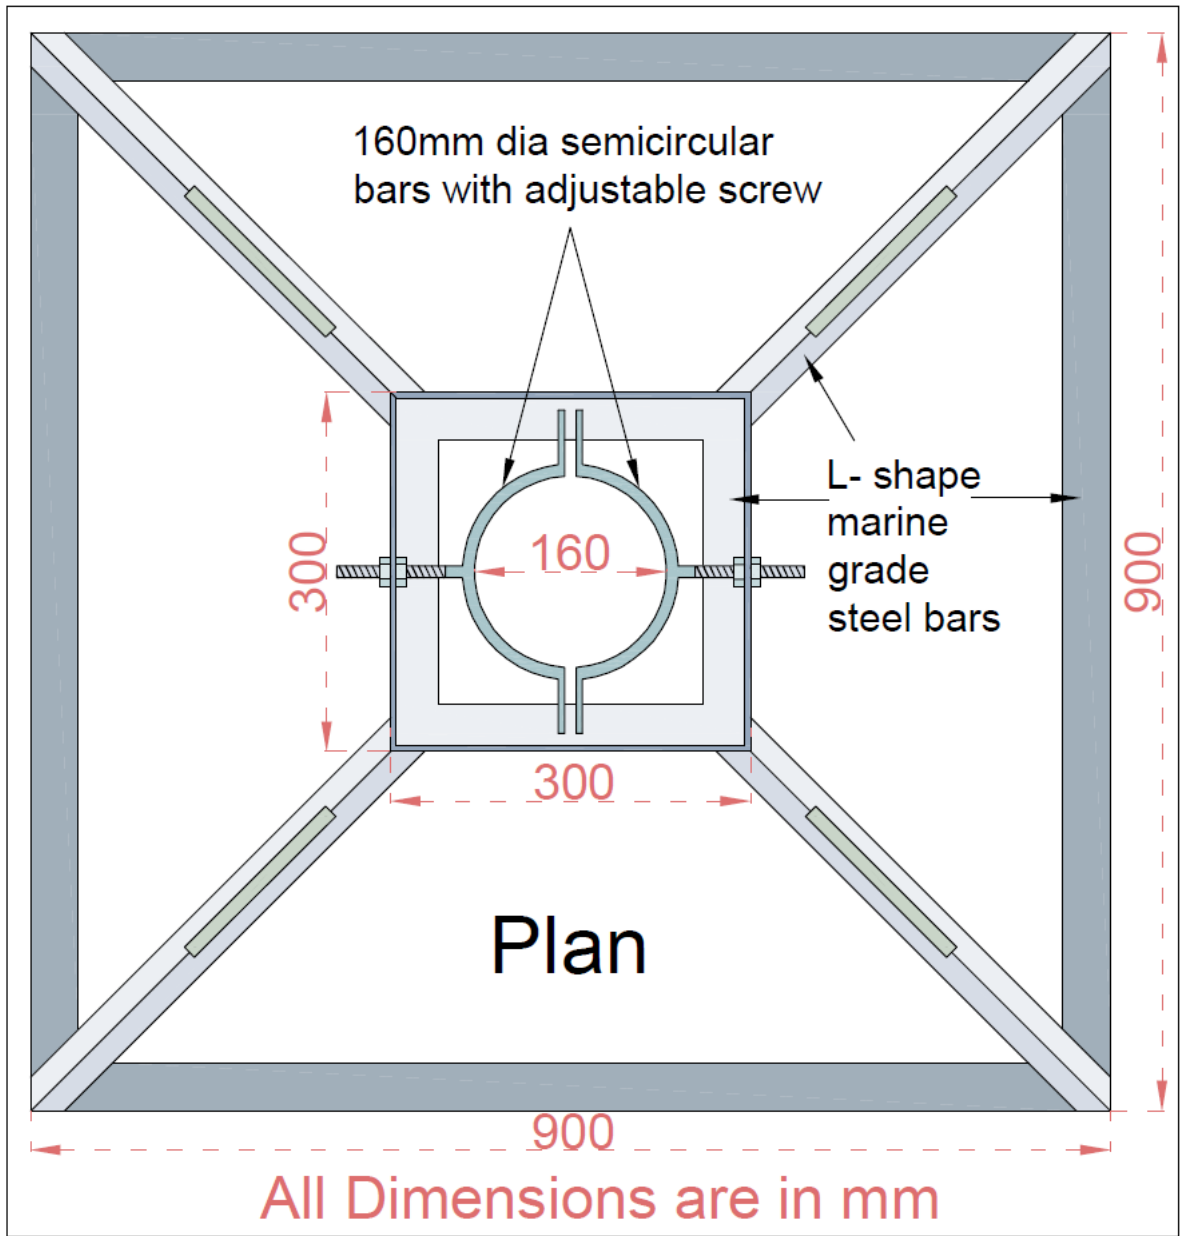 160mm dia semicircular
bars with adjustable screw
L- shape
marine
grade
steel bars
160
300
300
900
Plan
900
All Dimensions are in mm